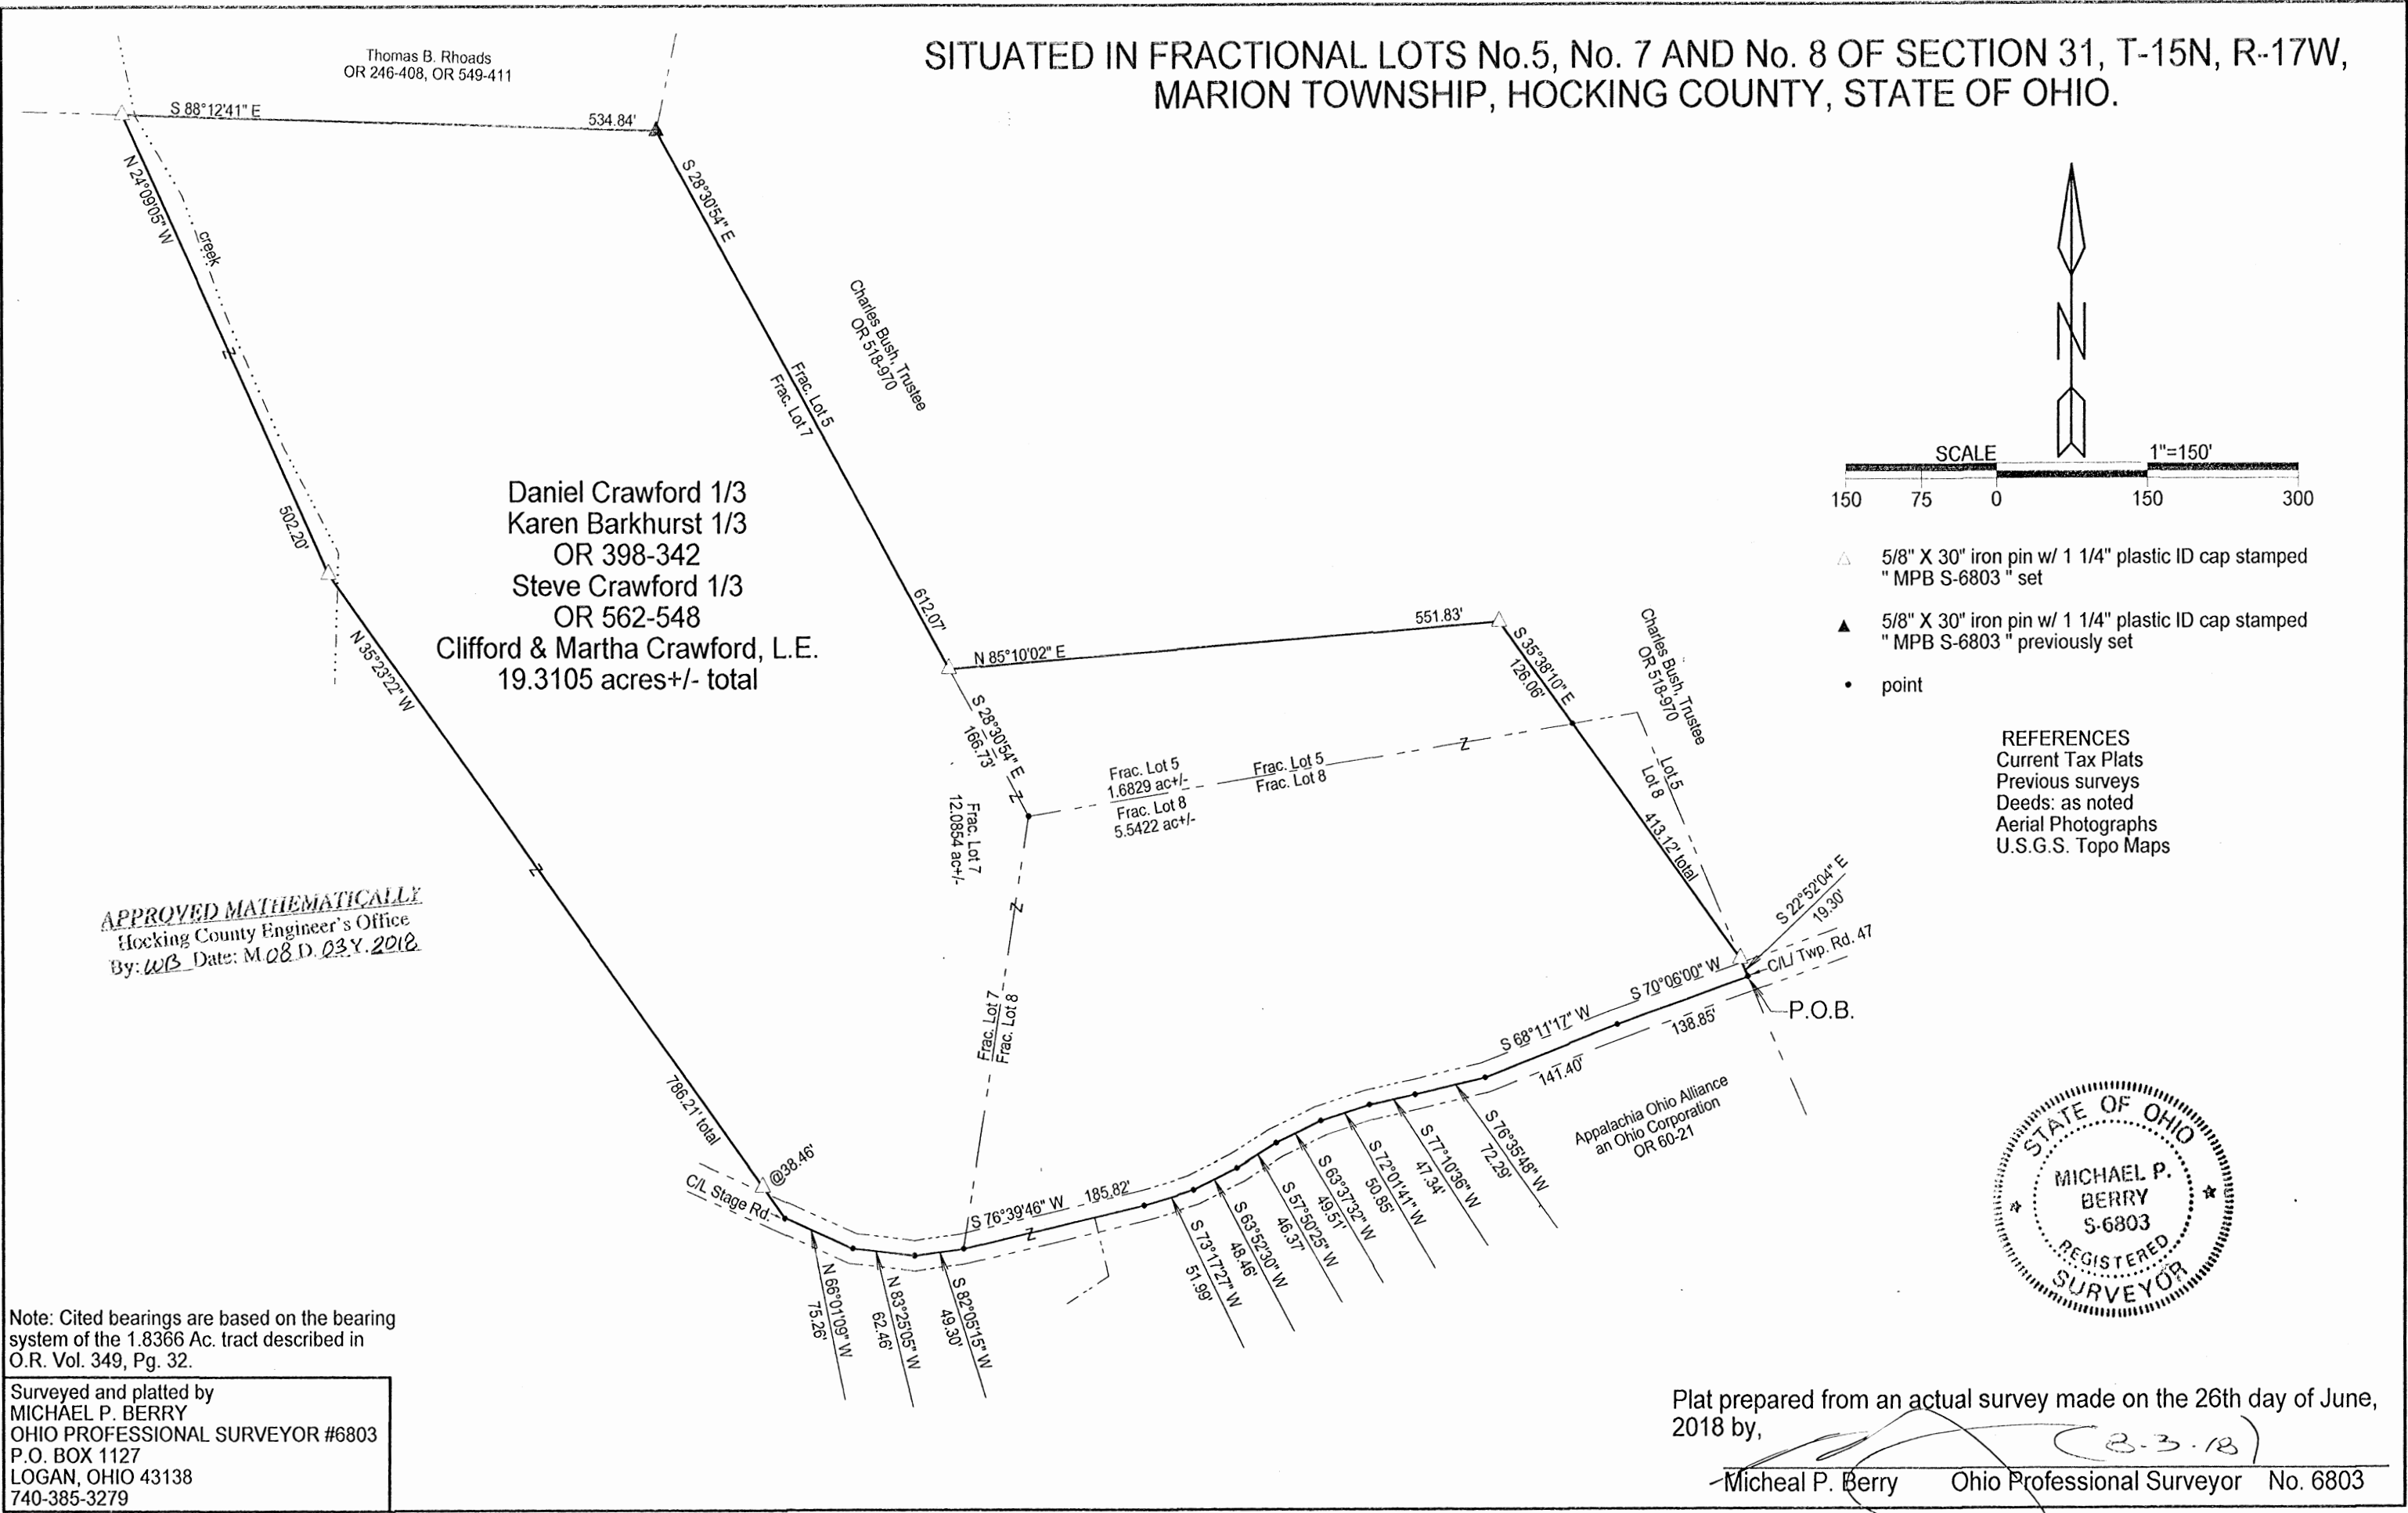 SITUATED IN FRACTIONAL LOTS No.5, No. 7 AND No. 8 OF SECTION 31, T-15N, R-17W,
MARION TOWNSHIP, HOCKING COUNTY, STATE OF OHIO.
Thomas B. Rhoads
OR 246-408, OR 549-411
S 88°12'41" E
534.84'
N 24°09'05" W
creek
502.20'
S 28°30'54" E
Charles Bush, Trustee
OR 518-970
Frac. Lot 5
Frac. Lot 7
612.07'
N
SCALE
1"=150'
150 75 0 150 300
5/8" X 30" iron pin w/ 1 1/4" plastic ID cap stamped
" MPB S-6803 " set
5/8" X 30" iron pin w/ 1 1/4" plastic ID cap stamped
" MPB S-6803 " previously set
point
REFERENCES
Current Tax Plats
Previous surveys
Deeds: as noted
Aerial Photographs
U.S.G.S. Topo Maps
Daniel Crawford 1/3
Karen Barkhurst 1/3
OR 398-342
Steve Crawford 1/3
OR 562-548
Clifford & Martha Crawford, L.E.
19.3105 acres+/- total
N 35°23'22" W
786.21' total
@38.46'
N 85°10'02" E
551.83'
S 35°38'10" E
126.06'
413.12' total
Charles Bush, Trustee
OR 518-970
Lot 5
Lot 8
S 28°30'54" E
166.73'
Frac. Lot 5
1.6829 ac+/-
Frac. Lot 8
5.5422 ac+/-
Frac. Lot 5
Frac. Lot 8
Frac. Lot 7
12.0854 ac+/-
Frac. Lot 7
Frac. Lot 8
S 22°52'04" E
19.30'
C/L/ Twp. Rd. 47
P.O.B.
S 70°06'00" W
138.85'
S 68°11'17" W
141.40'
Appalachia Ohio Alliance
an Ohio Corporation
OR 60-21
S 76°35'48" W
72.29'
S 77°10'36" W
47.34'
S 72°01'41" W
50.85'
S 63°37'32" W
49.51'
S 57°50'25" W
46.37'
S 63°52'30" W
48.46'
S 73°17'27" W
51.99'
S 76°39'46" W
185.82'
S 82°05'15" W
49.30'
N 83°25'05" W
62.46'
N 66°01'09" W
75.26'
C/L Stage Rd.
APPROVED MATHEMATICALLY
Hocking County Engineer's Office
By: WB Date: M.08 D.03 Y.2018
STATE OF OHIO
MICHAEL P.
BERRY
S-6803
REGISTERED
SURVEYOR
Note: Cited bearings are based on the bearing
system of the 1.8366 Ac. tract described in
O.R. Vol. 349, Pg. 32.
Surveyed and platted by
MICHAEL P. BERRY
OHIO PROFESSIONAL SURVEYOR #6803
P.O. BOX 1127
LOGAN, OHIO 43138
740-385-3279
Plat prepared from an actual survey made on the 26th day of June,
2018 by,
(8-3-18)
Micheal P. Berry Ohio Professional Surveyor No. 6803